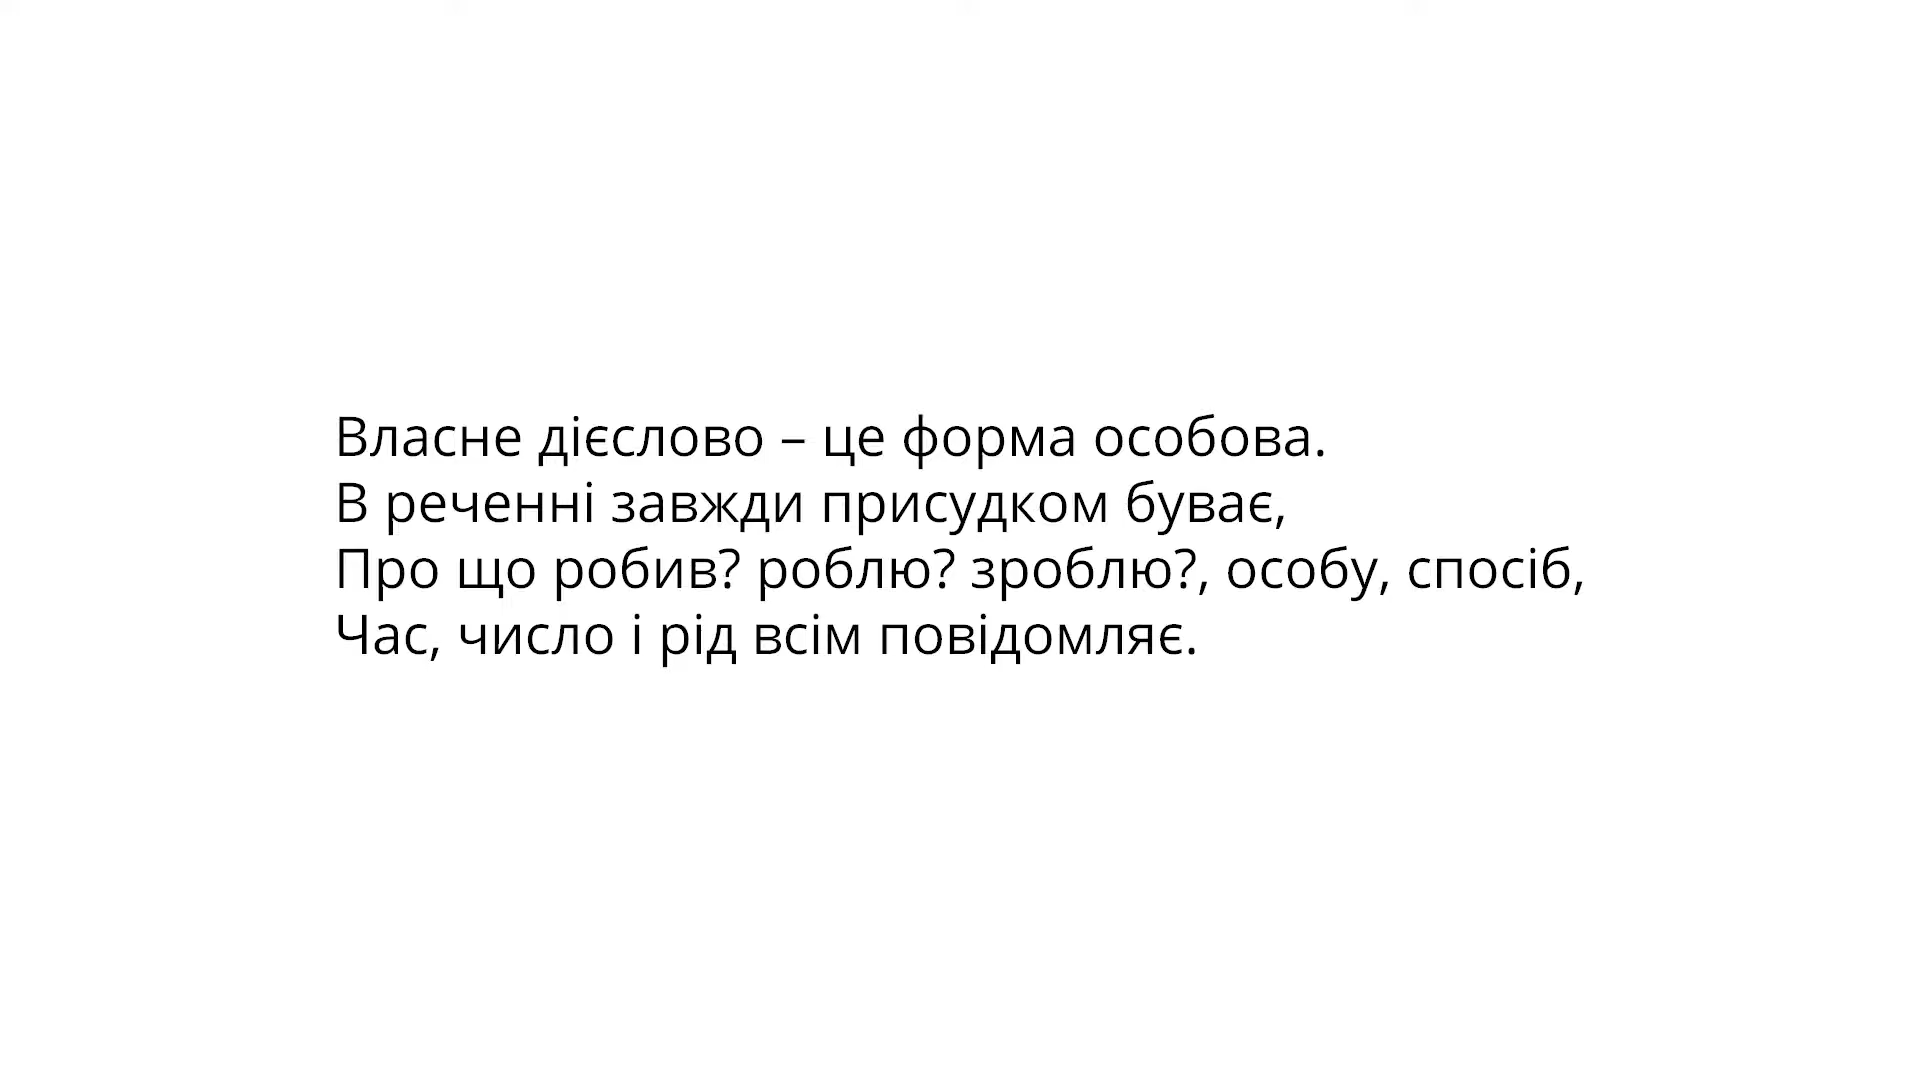 Власне дієслово – це форма особова.
В реченні завжди присудком буває,
Про що робив? роблю? зроблю?, особу, спосіб,
Час, число і рід всім повідомляє.